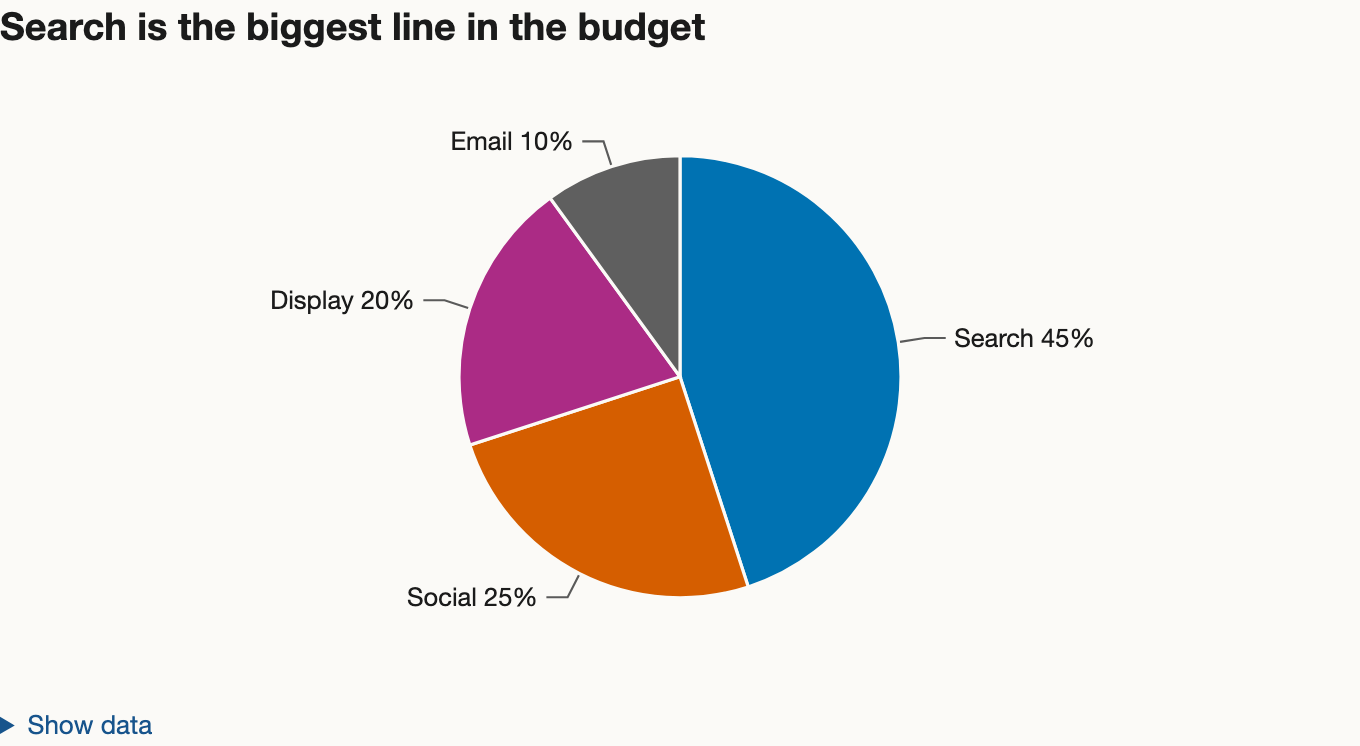 Search is the biggest line in the budget
Email 10%
Display 20%
Search 45%
Social 25%
Show data